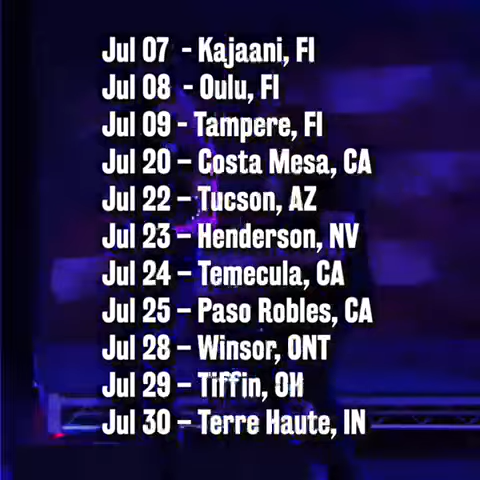 Jul 07 - Kajaani, FI
Jul 08 - Oulu, FI
Jul 09 - Tampere, FI
Jul 20 – Costa Mesa, CA
Jul 22 – Tucson, AZ
Jul 23 – Henderson, NV
Jul 24 – Temecula, CA
Jul 25 – Paso Robles, CA
Jul 28 – Winsor, ONT
Jul 29 – Tiffin, OH
Jul 30 – Terre Haute, IN